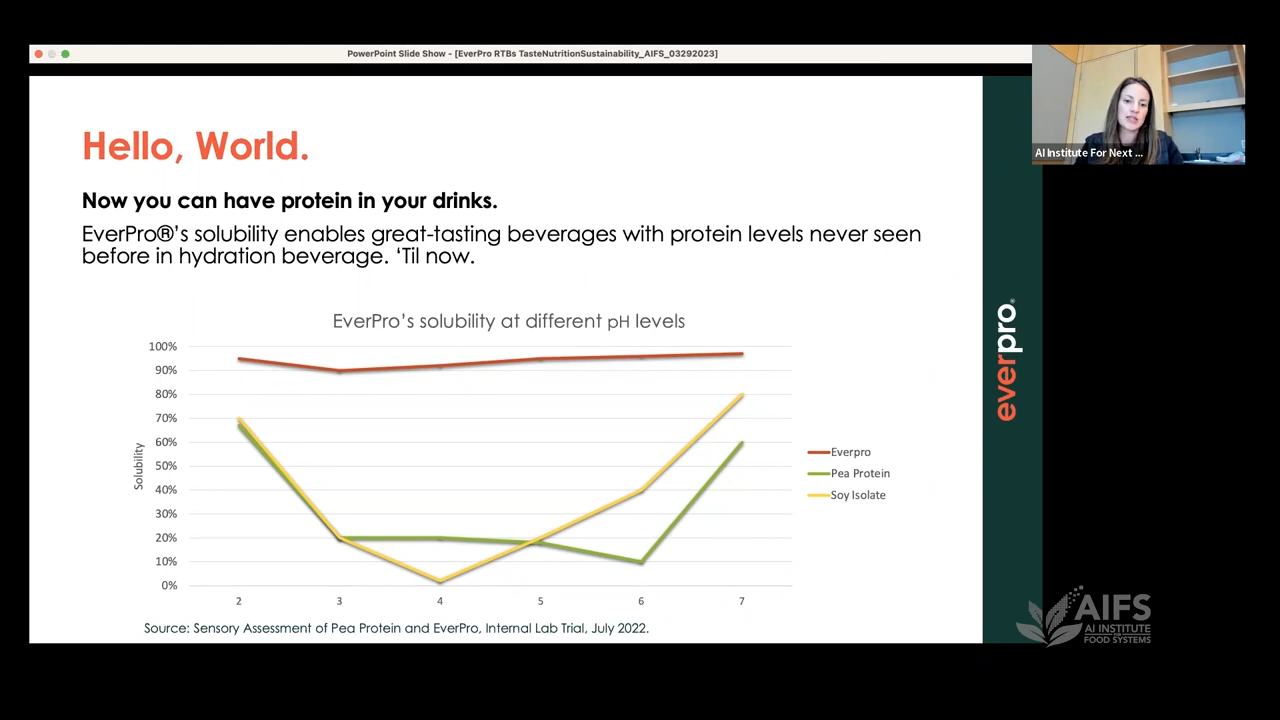 PowerPoint Slide Show - [EverPro RTBs TasteNutritionSustainability_AIFS_03292023]
AI Institute For Next ...
Hello, World.
Now you can have protein in your drinks.
EverPro®'s solubility enables great-tasting beverages with protein levels never seen
before in hydration beverage. ‘Til now.
EverPro's solubility at different pH levels
100%
90%
80%
70%
60%
50%
40%
30%
20%
10%
0%
Solubility
2 3 4 5 6 7
Everpro
Pea Protein
Soy Isolate
Source: Sensory Assessment of Pea Protein and EverPro, Internal Lab Trial, July 2022.
everpro®
AIFS
AI INSTITUTE
FOR
FOOD SYSTEMS